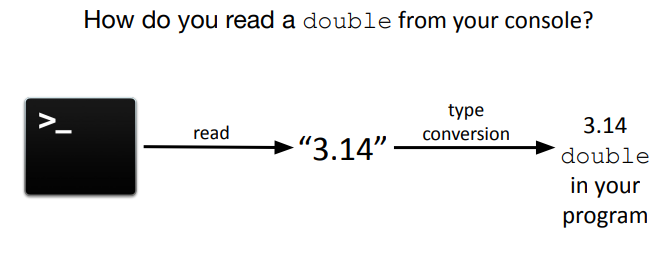 How do you read a double from your console?
>_
read
“3.14”
type
conversion
3.14
double
in your
program